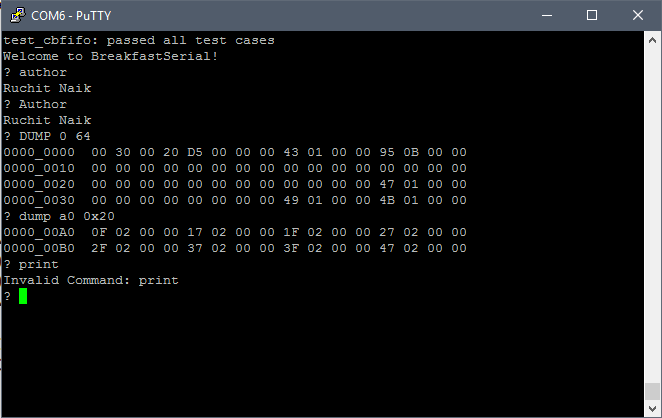 COM6 - PuTTY
test_cbfifo: passed all test cases
Welcome to BreakfastSerial!
? author
Ruchit Naik
? Author
Ruchit Naik
? DUMP 0 64
0000_0000  00 30 00 20 D5 00 00 00 43 01 00 00 95 0B 00 00
0000_0010  00 00 00 00 00 00 00 00 00 00 00 00 00 00 00 00
0000_0020  00 00 00 00 00 00 00 00 00 00 00 00 47 01 00 00
0000_0030  00 00 00 00 00 00 00 00 49 01 00 00 4B 01 00 00
? dump a0 0x20
0000_00A0  0F 02 00 00 17 02 00 00 1F 02 00 00 27 02 00 00
0000_00B0  2F 02 00 00 37 02 00 00 3F 02 00 00 47 02 00 00
? print
Invalid Command: print
?